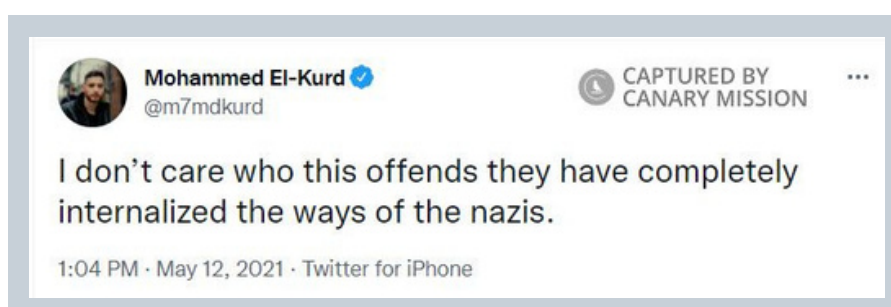 Mohammed El-Kurd
@m7mdkurd
CAPTURED BY
CANARY MISSION
I don't care who this offends they have completely
internalized the ways of the nazis.
1:04 PM · May 12, 2021 · Twitter for iPhone